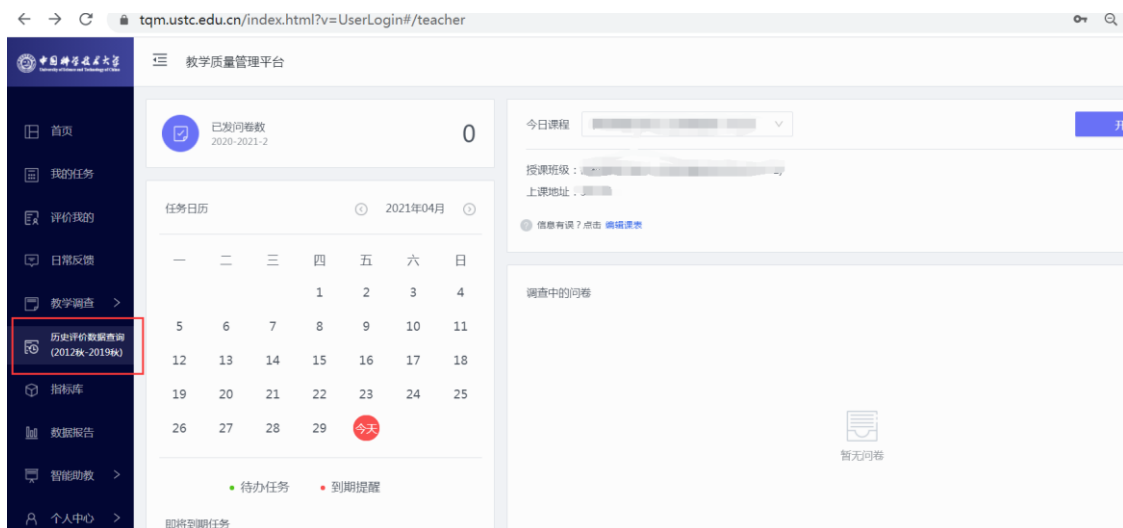 tqm.ustc.edu.cn/index.html?v=UserLogin#/teacher
中国科学技术大学
University of Science and Technology of China
教学质量管理平台
首页
我的任务
评价我的
日常反馈
教学调查 >
历史评价数据查询
(2012秋-2019秋)
指标库
数据报告
智能助教 >
个人中心 >
已发问卷数
2020-2021-2
0
任务日历
2021年04月
一 二 三 四 五 六 日
1 2 3 4
5 6 7 8 9 10 11
12 13 14 15 16 17 18
19 20 21 22 23 24 25
26 27 28 29 今天
待办任务 到期提醒
即将到期任务
今日课程
开
授课班级：
上课地址：
信息有误？点击 编辑课表
调查中的问卷
暂无问卷